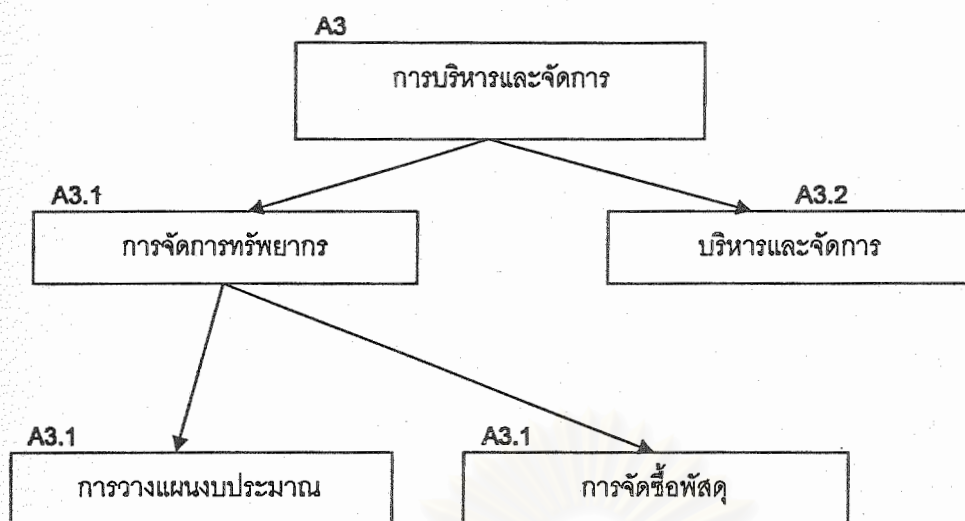 A3
การบริหารและจัดการ
A3.1
A3.2
การจัดการทรัพยากร
บริหารและจัดการ
A3.1
A3.1
การวางแผนงบประมาณ
การจัดซื้อพัสดุ